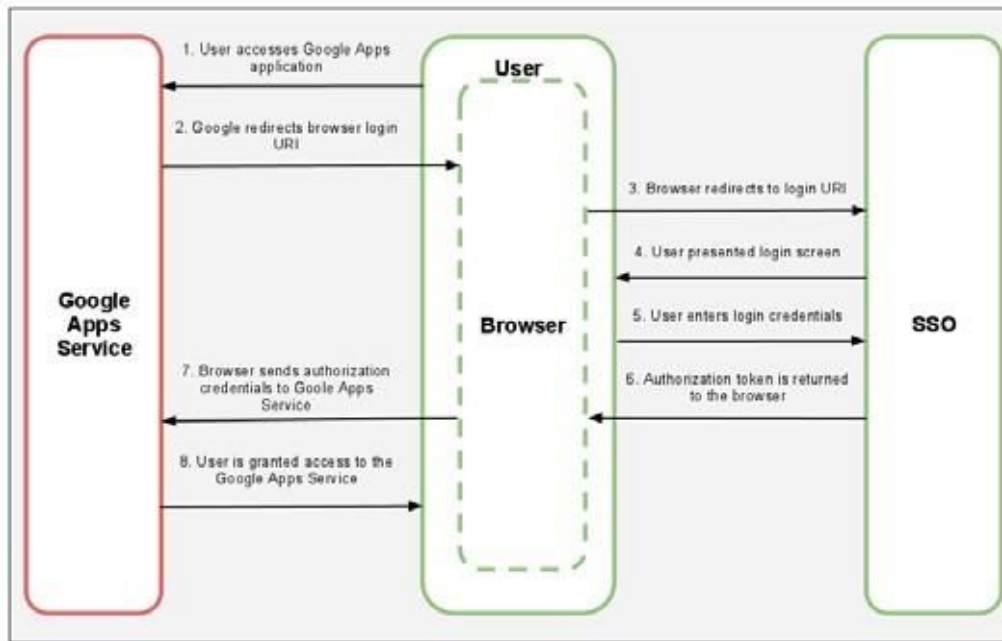 1. User accesses Google Apps
application
User
2. Google redirects browser login
URI
3. Browser redirects to login URI
4. User presented login screen
Google
Apps
Service
Browser
SSO
5. User enters login credentials
6. Authorization token is returned
to the browser
7. Browser sends authorization
credentials to Goole Apps
Service
8. User is granted access to the
Google Apps Service